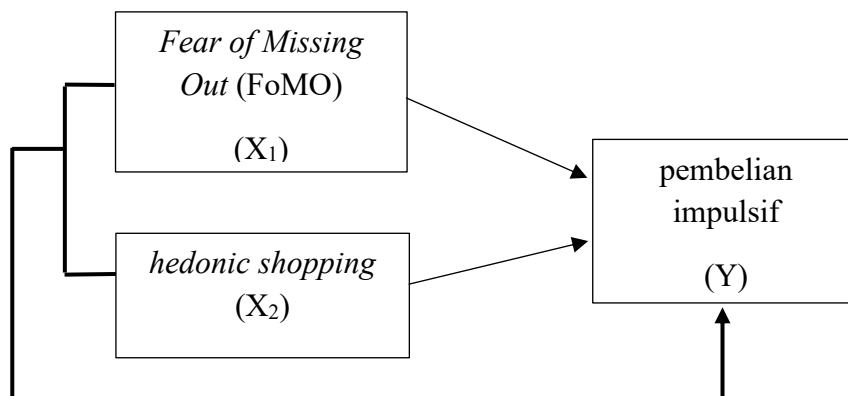 Fear of Missing
Out (FoMO)
(X₁)
hedonic shopping
(X₂)
pembelian
impulsif
(Y)